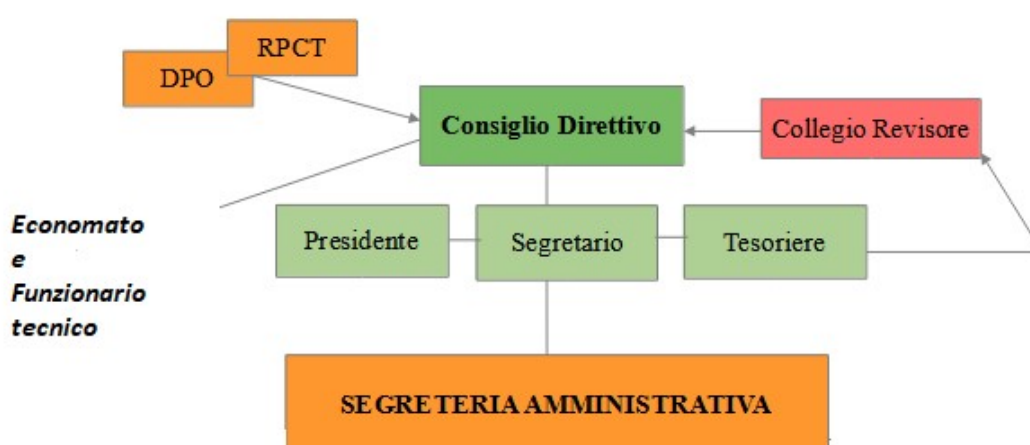 RPCT
DPO
Consiglio Direttivo
Collegio Revisore
Economato
e
Funzionario
tecnico
Presidente
Segretario
Tesoriere
SEGRETERIA AMMINISTRATIVA